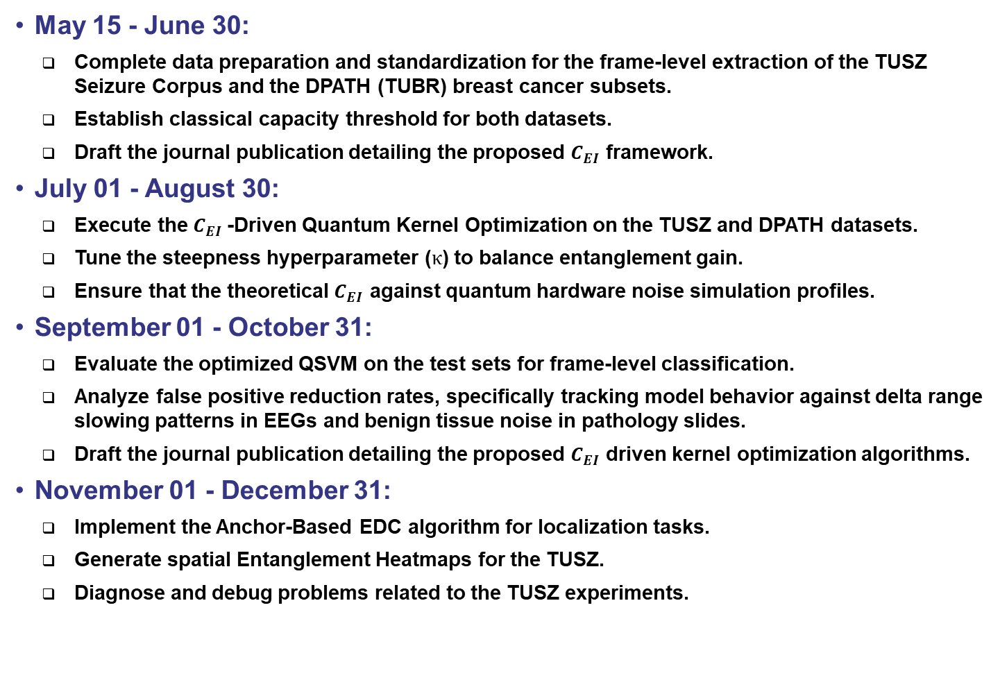 • May 15 - June 30:
❑ Complete data preparation and standardization for the frame-level extraction of the TUSZ
Seizure Corpus and the DPATH (TUBR) breast cancer subsets.
❑ Establish classical capacity threshold for both datasets.
❑ Draft the journal publication detailing the proposed C_EI framework.
• July 01 - August 30:
❑ Execute the C_EI -Driven Quantum Kernel Optimization on the TUSZ and DPATH datasets.
❑ Tune the steepness hyperparameter (κ) to balance entanglement gain.
❑ Ensure that the theoretical C_EI against quantum hardware noise simulation profiles.
• September 01 - October 31:
❑ Evaluate the optimized QSVM on the test sets for frame-level classification.
❑ Analyze false positive reduction rates, specifically tracking model behavior against delta range
slowing patterns in EEGs and benign tissue noise in pathology slides.
❑ Draft the journal publication detailing the proposed C_EI driven kernel optimization algorithms.
• November 01 - December 31:
❑ Implement the Anchor-Based EDC algorithm for localization tasks.
❑ Generate spatial Entanglement Heatmaps for the TUSZ.
❑ Diagnose and debug problems related to the TUSZ experiments.